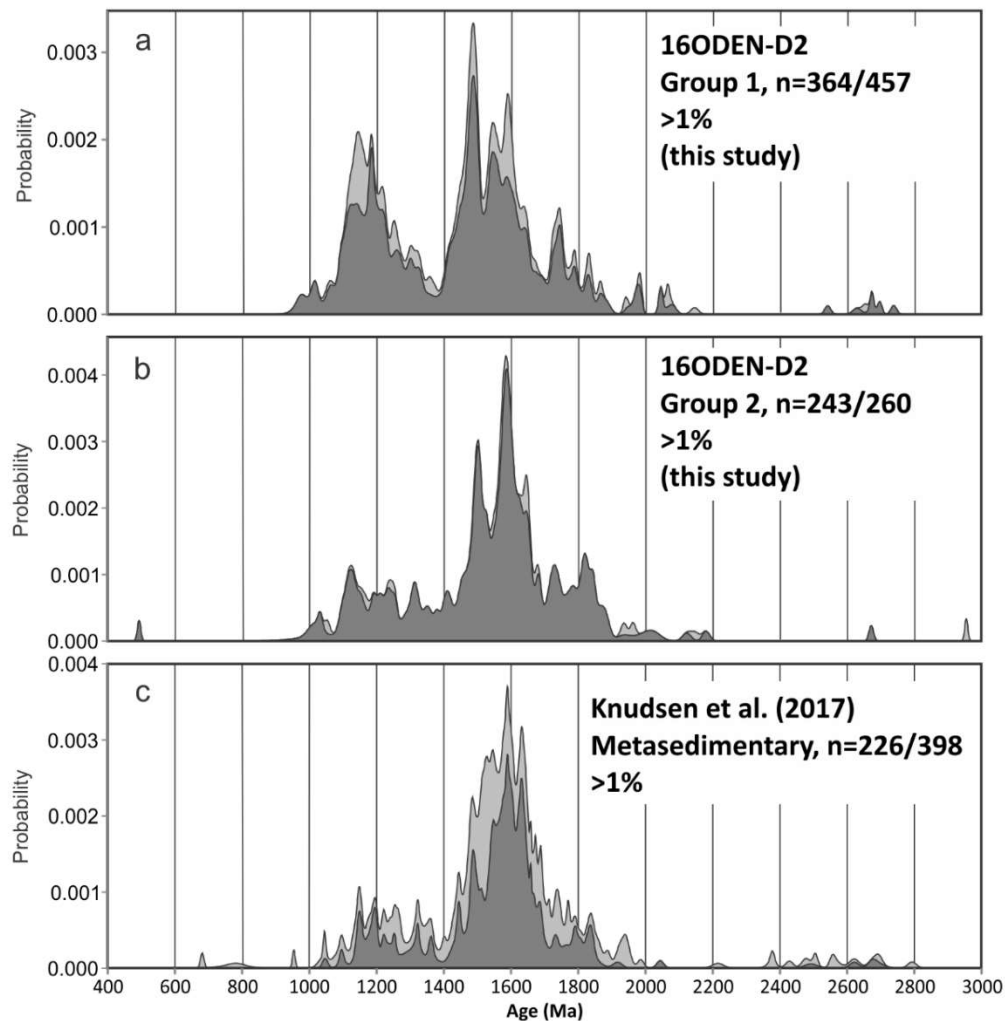 a
16ODEN-D2
Group 1, n=364/457
>1%
(this study)
Probability
0.003
0.002
0.001
0.000
b
16ODEN-D2
Group 2, n=243/260
>1%
(this study)
Probability
0.004
0.003
0.002
0.001
0.000
c
Knudsen et al. (2017)
Metasedimentary, n=226/398
>1%
Probability
0.004
0.003
0.002
0.001
0.000
400 600 800 1000 1200 1400 1600 1800 2000 2200 2400 2600 2800 3000
Age (Ma)